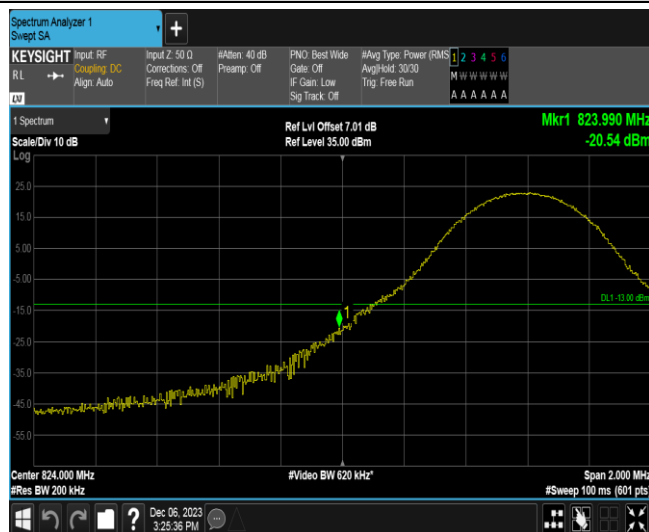 Spectrum Analyzer 1
Swept SA
+
KEYSIGHT
RL
LXI
Input: RF
Coupling: DC
Align: Auto
Input Z: 50 Ω
Corrections: Off
Freq Ref: Int (S)
#Atten: 40 dB
Preamp: Off
PNO: Best Wide
Gate: Off
IF Gain: Low
Sig Track: Off
#Avg Type: Power (RMS
Avg|Hold: 30/30
Trig: Free Run
1 2 3 4 5 6
M W W W W W
A A A A A A
1 Spectrum
Scale/Div 10 dB
Log
Ref Lvl Offset 7.01 dB
Ref Level 35.00 dBm
Mkr1 823.990 MHz
-20.54 dBm
25.0
15.0
5.00
-5.00
DL1 -13.00 dBm
-15.0
1
-25.0
-35.0
-45.0
-55.0
Center 824.000 MHz
#Res BW 200 kHz
#Video BW 620 kHz*
Span 2.000 MHz
#Sweep 100 ms (601 pts)
?
Dec 06, 2023
3:25:36 PM